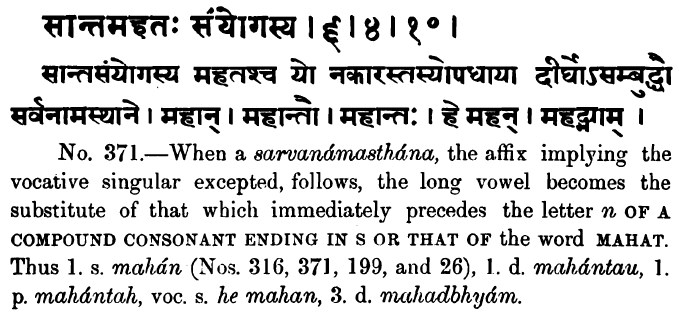 सान्तमहतः संयोगस्य । ६ । ४ । १० ।
सान्तसंयोगस्य महतश्च यो नकारस्तस्योपधाया दीर्घोऽसम्बुद्धौ
सर्वनामस्थाने । महान् । महान्तौ । महान्तः । हे महन् । महद्भ्याम् ।
No. 371.—When a sarvanámasthána, the affix implying the
vocative singular excepted, follows, the long vowel becomes the
substitute of that which immediately precedes the letter n OF A
COMPOUND CONSONANT ENDING IN S OR THAT OF the word MAHAT.
Thus 1. s. mahán (Nos. 316, 371, 199, and 26), 1. d. mahántau, 1.
p. mahántah, voc. s. he mahan, 3. d. mahadbhyám.